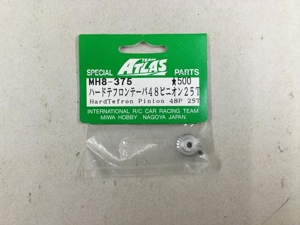 TEAM
SPECIAL ATLAS PARTS
MH8-375 ★500
ハードテフロンテーパ48ピニオン25T
HardTefron Pinion 48P 25T
INTERNATIONAL R/C CAR RACING TEAM
MIWA HOBBY NAGOYA JAPAN